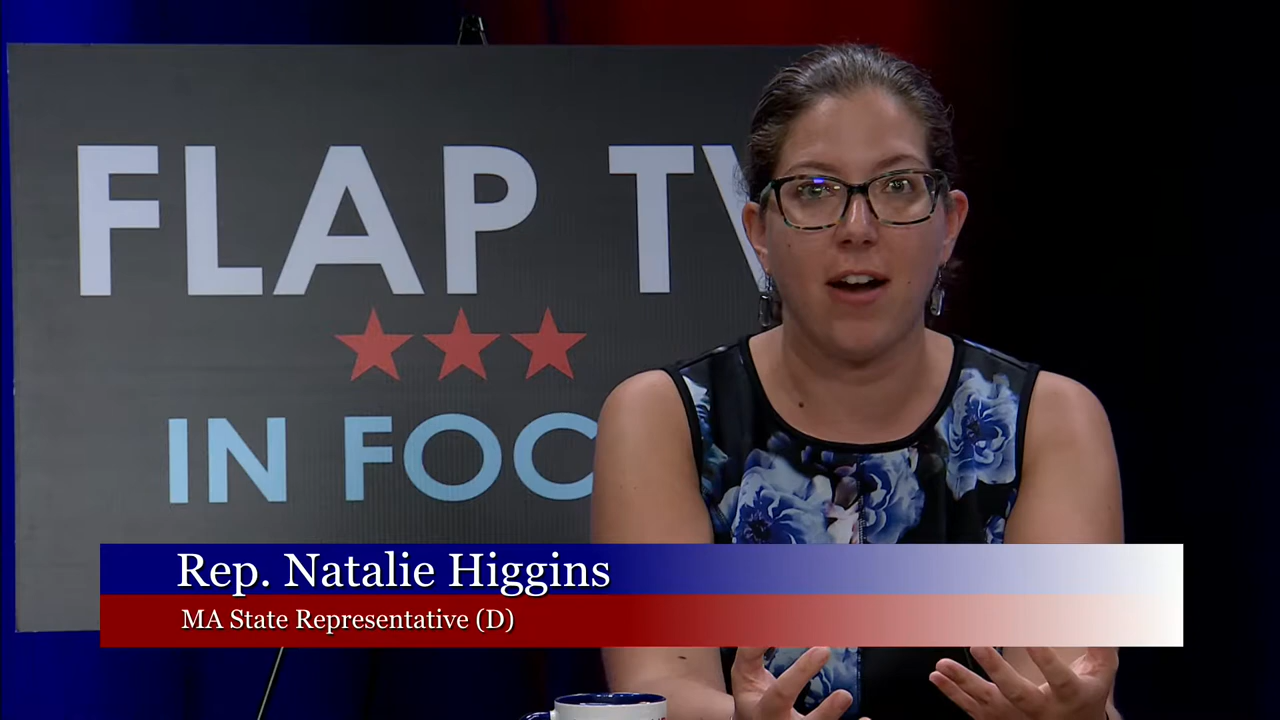 FLAP TV
IN FOC
Rep. Natalie Higgins
MA State Representative (D)